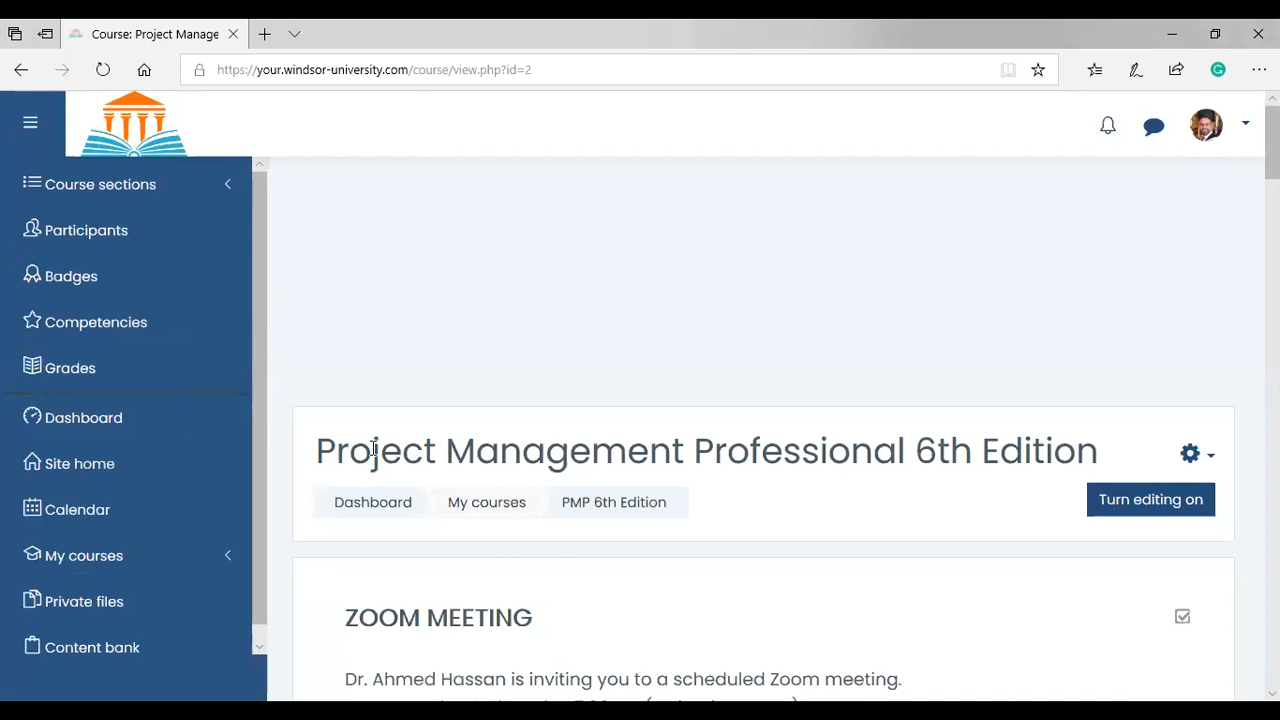 Course: Project Manage
https://your.windsor-university.com/course/view.php?id=2
Course sections
Participants
Badges
Competencies
Grades
Dashboard
Site home
Calendar
My courses
Private files
Content bank
Project Management Professional 6th Edition
Dashboard My courses PMP 6th Edition
Turn editing on
ZOOM MEETING
Dr. Ahmed Hassan is inviting you to a scheduled Zoom meeting.